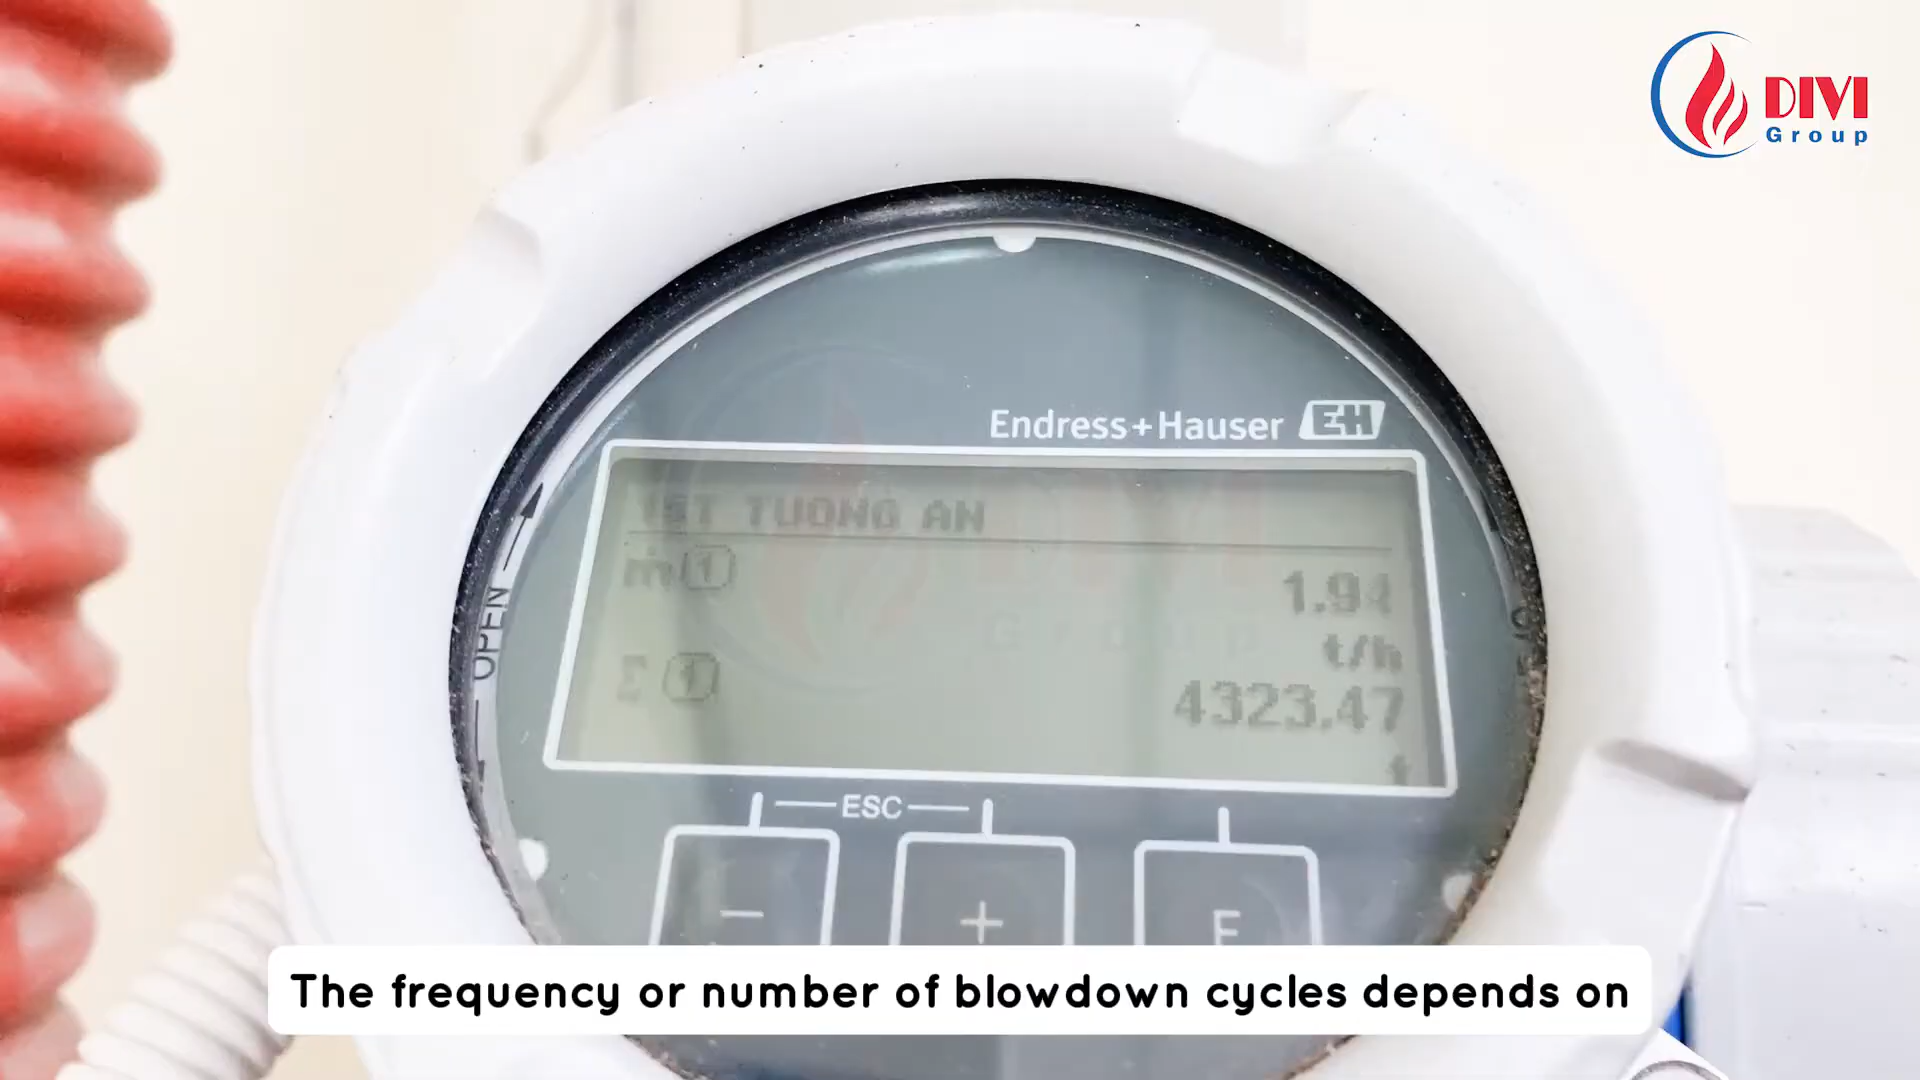 DIVI
Group
Endress+Hauser EH
TUONG AN
ṁ 1
t/h
Σ 1
4323.47
t
OPEN
ESC
-
+
E
The frequency or number of blowdown cycles depends on